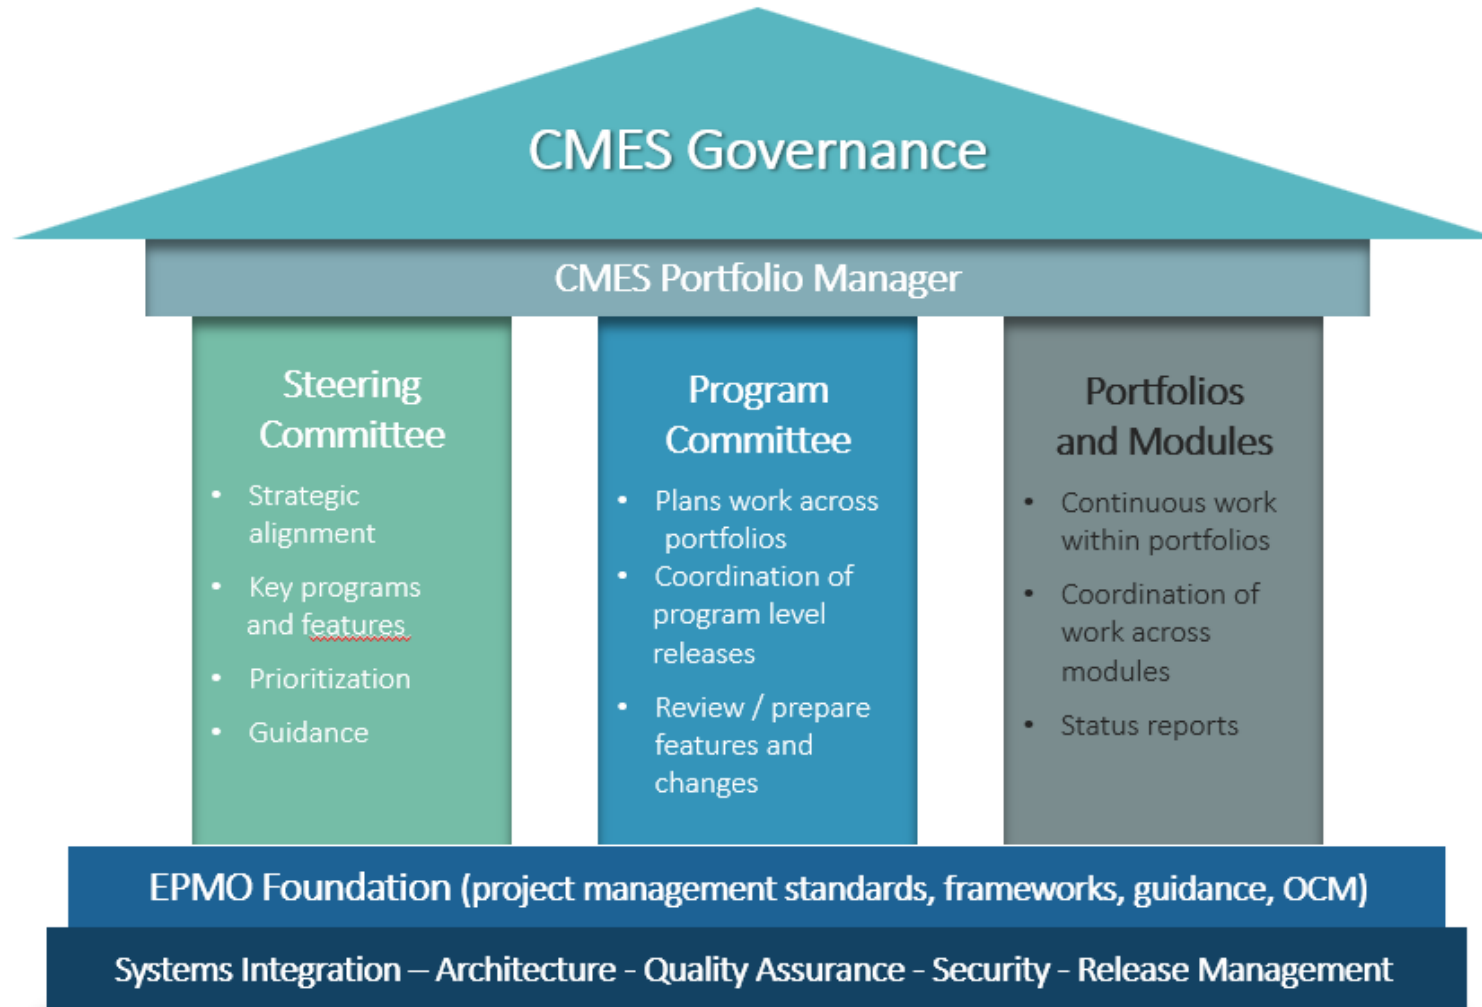 CMES Governance
CMES Portfolio Manager
Steering
Committee
• Strategic
alignment
• Key programs
and features
• Prioritization
• Guidance
Program
Committee
• Plans work across
portfolios
• Coordination of
program level
releases
• Review / prepare
features and
changes
Portfolios
and Modules
• Continuous work
within portfolios
• Coordination of
work across
modules
• Status reports
EPMO Foundation (project management standards, frameworks, guidance, OCM)
Systems Integration – Architecture - Quality Assurance - Security - Release Management